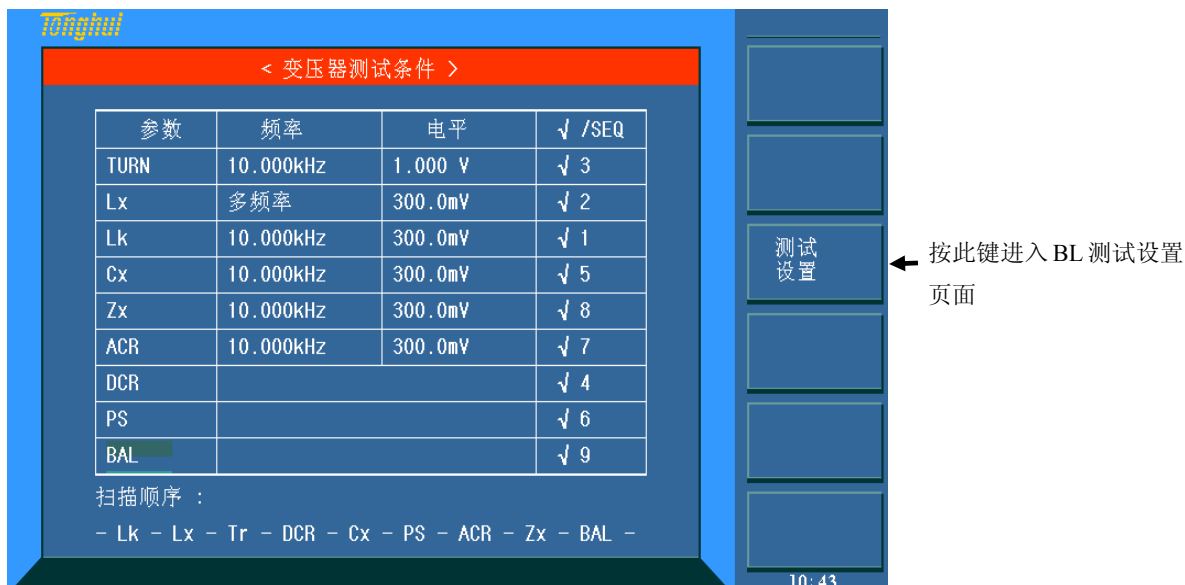 Tonghui
< 变压器测试条件 >
参数 频率 电平 √ /SEQ
TURN 10.000kHz 1.000 V √ 3
Lx 多频率 300.0mV √ 2
Lk 10.000kHz 300.0mV √ 1
Cx 10.000kHz 300.0mV √ 5
Zx 10.000kHz 300.0mV √ 8
ACR 10.000kHz 300.0mV √ 7
DCR √ 4
PS √ 6
BAL √ 9
扫描顺序 :
- Lk - Lx - Tr - DCR - Cx - PS - ACR - Zx - BAL -
测试
设置
10:43
按此键进入 BL 测试设置
页面